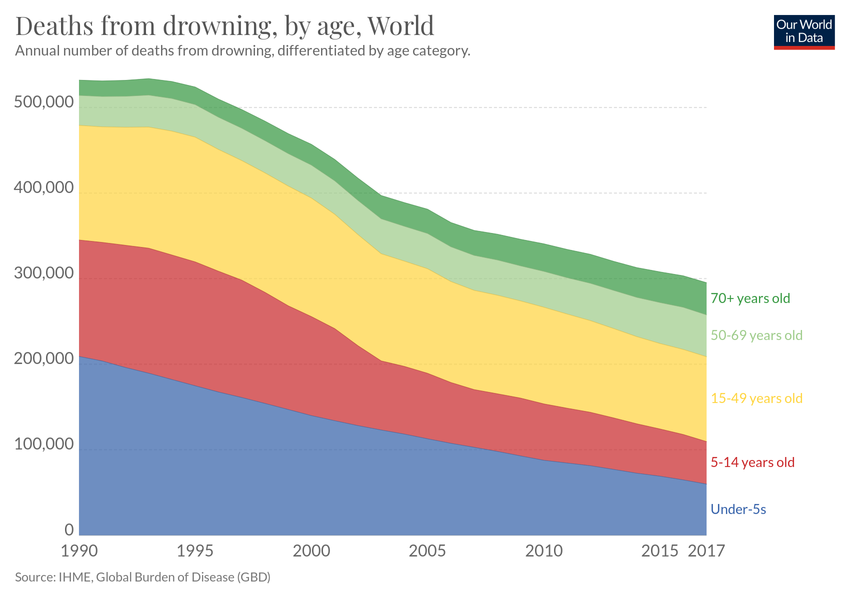 Deaths from drowning, by age, World
Annual number of deaths from drowning, differentiated by age category.
Our World
in Data
500,000
400,000
300,000
200,000
100,000
0
70+ years old
50-69 years old
15-49 years old
5-14 years old
Under-5s
1990 1995 2000 2005 2010 2015 2017
Source: IHME, Global Burden of Disease (GBD)